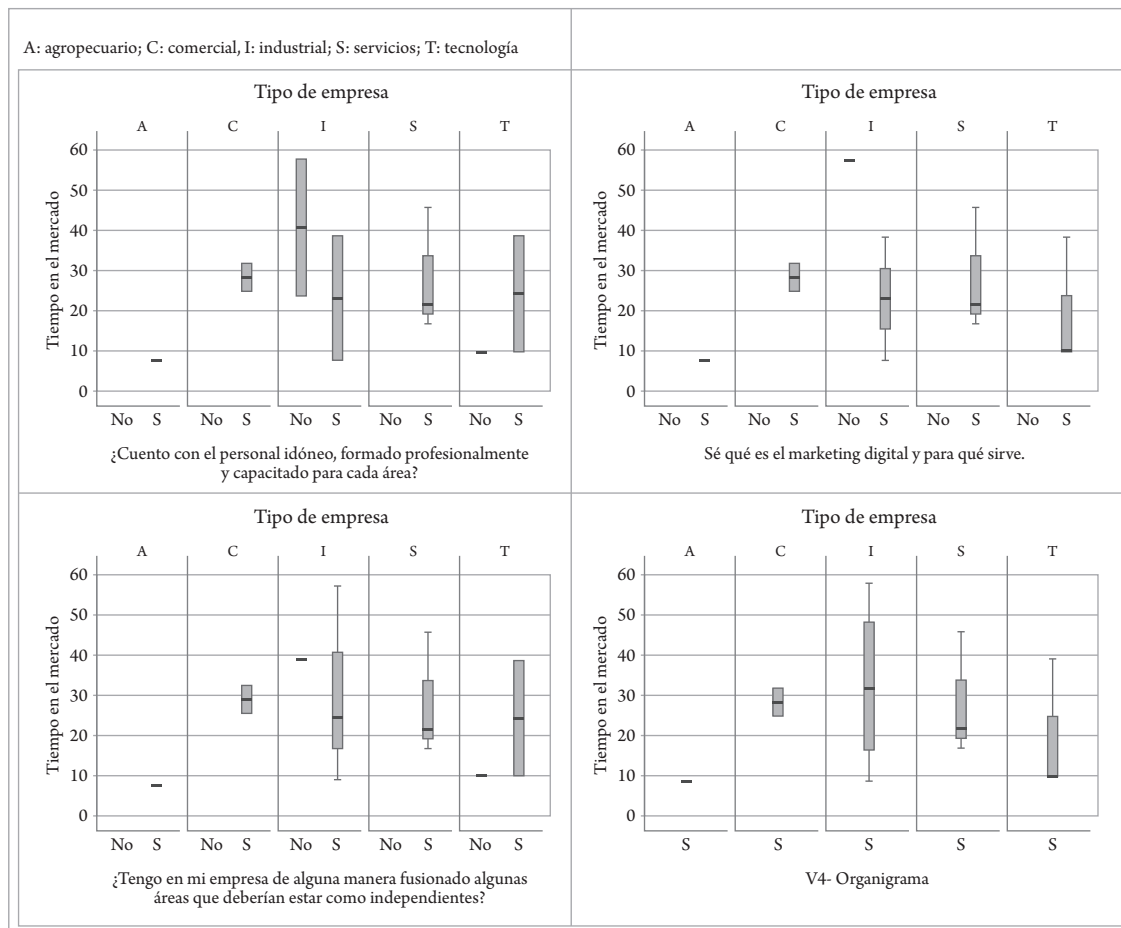 A: agropecuario; C: comercial, I: industrial; S: servicios; T: tecnología
Tipo de empresa
A C I S T
Tiempo en el mercado
60
50
40
30
20
10
0
No S No S No S No S No S
¿Cuento con el personal idóneo, formado profesionalmente
y capacitado para cada área?
Tipo de empresa
A C I S T
Tiempo en el mercado
60
50
40
30
20
10
0
No S No S No S No S No S
Sé qué es el marketing digital y para qué sirve.
Tipo de empresa
A C I S T
Tiempo en el mercado
60
50
40
30
20
10
0
No S No S No S No S No S
¿Tengo en mi empresa de alguna manera fusionado algunas
áreas que deberían estar como independientes?
Tipo de empresa
A C I S T
Tiempo en el mercado
60
50
40
30
20
10
0
S S S S S
V4- Organigrama